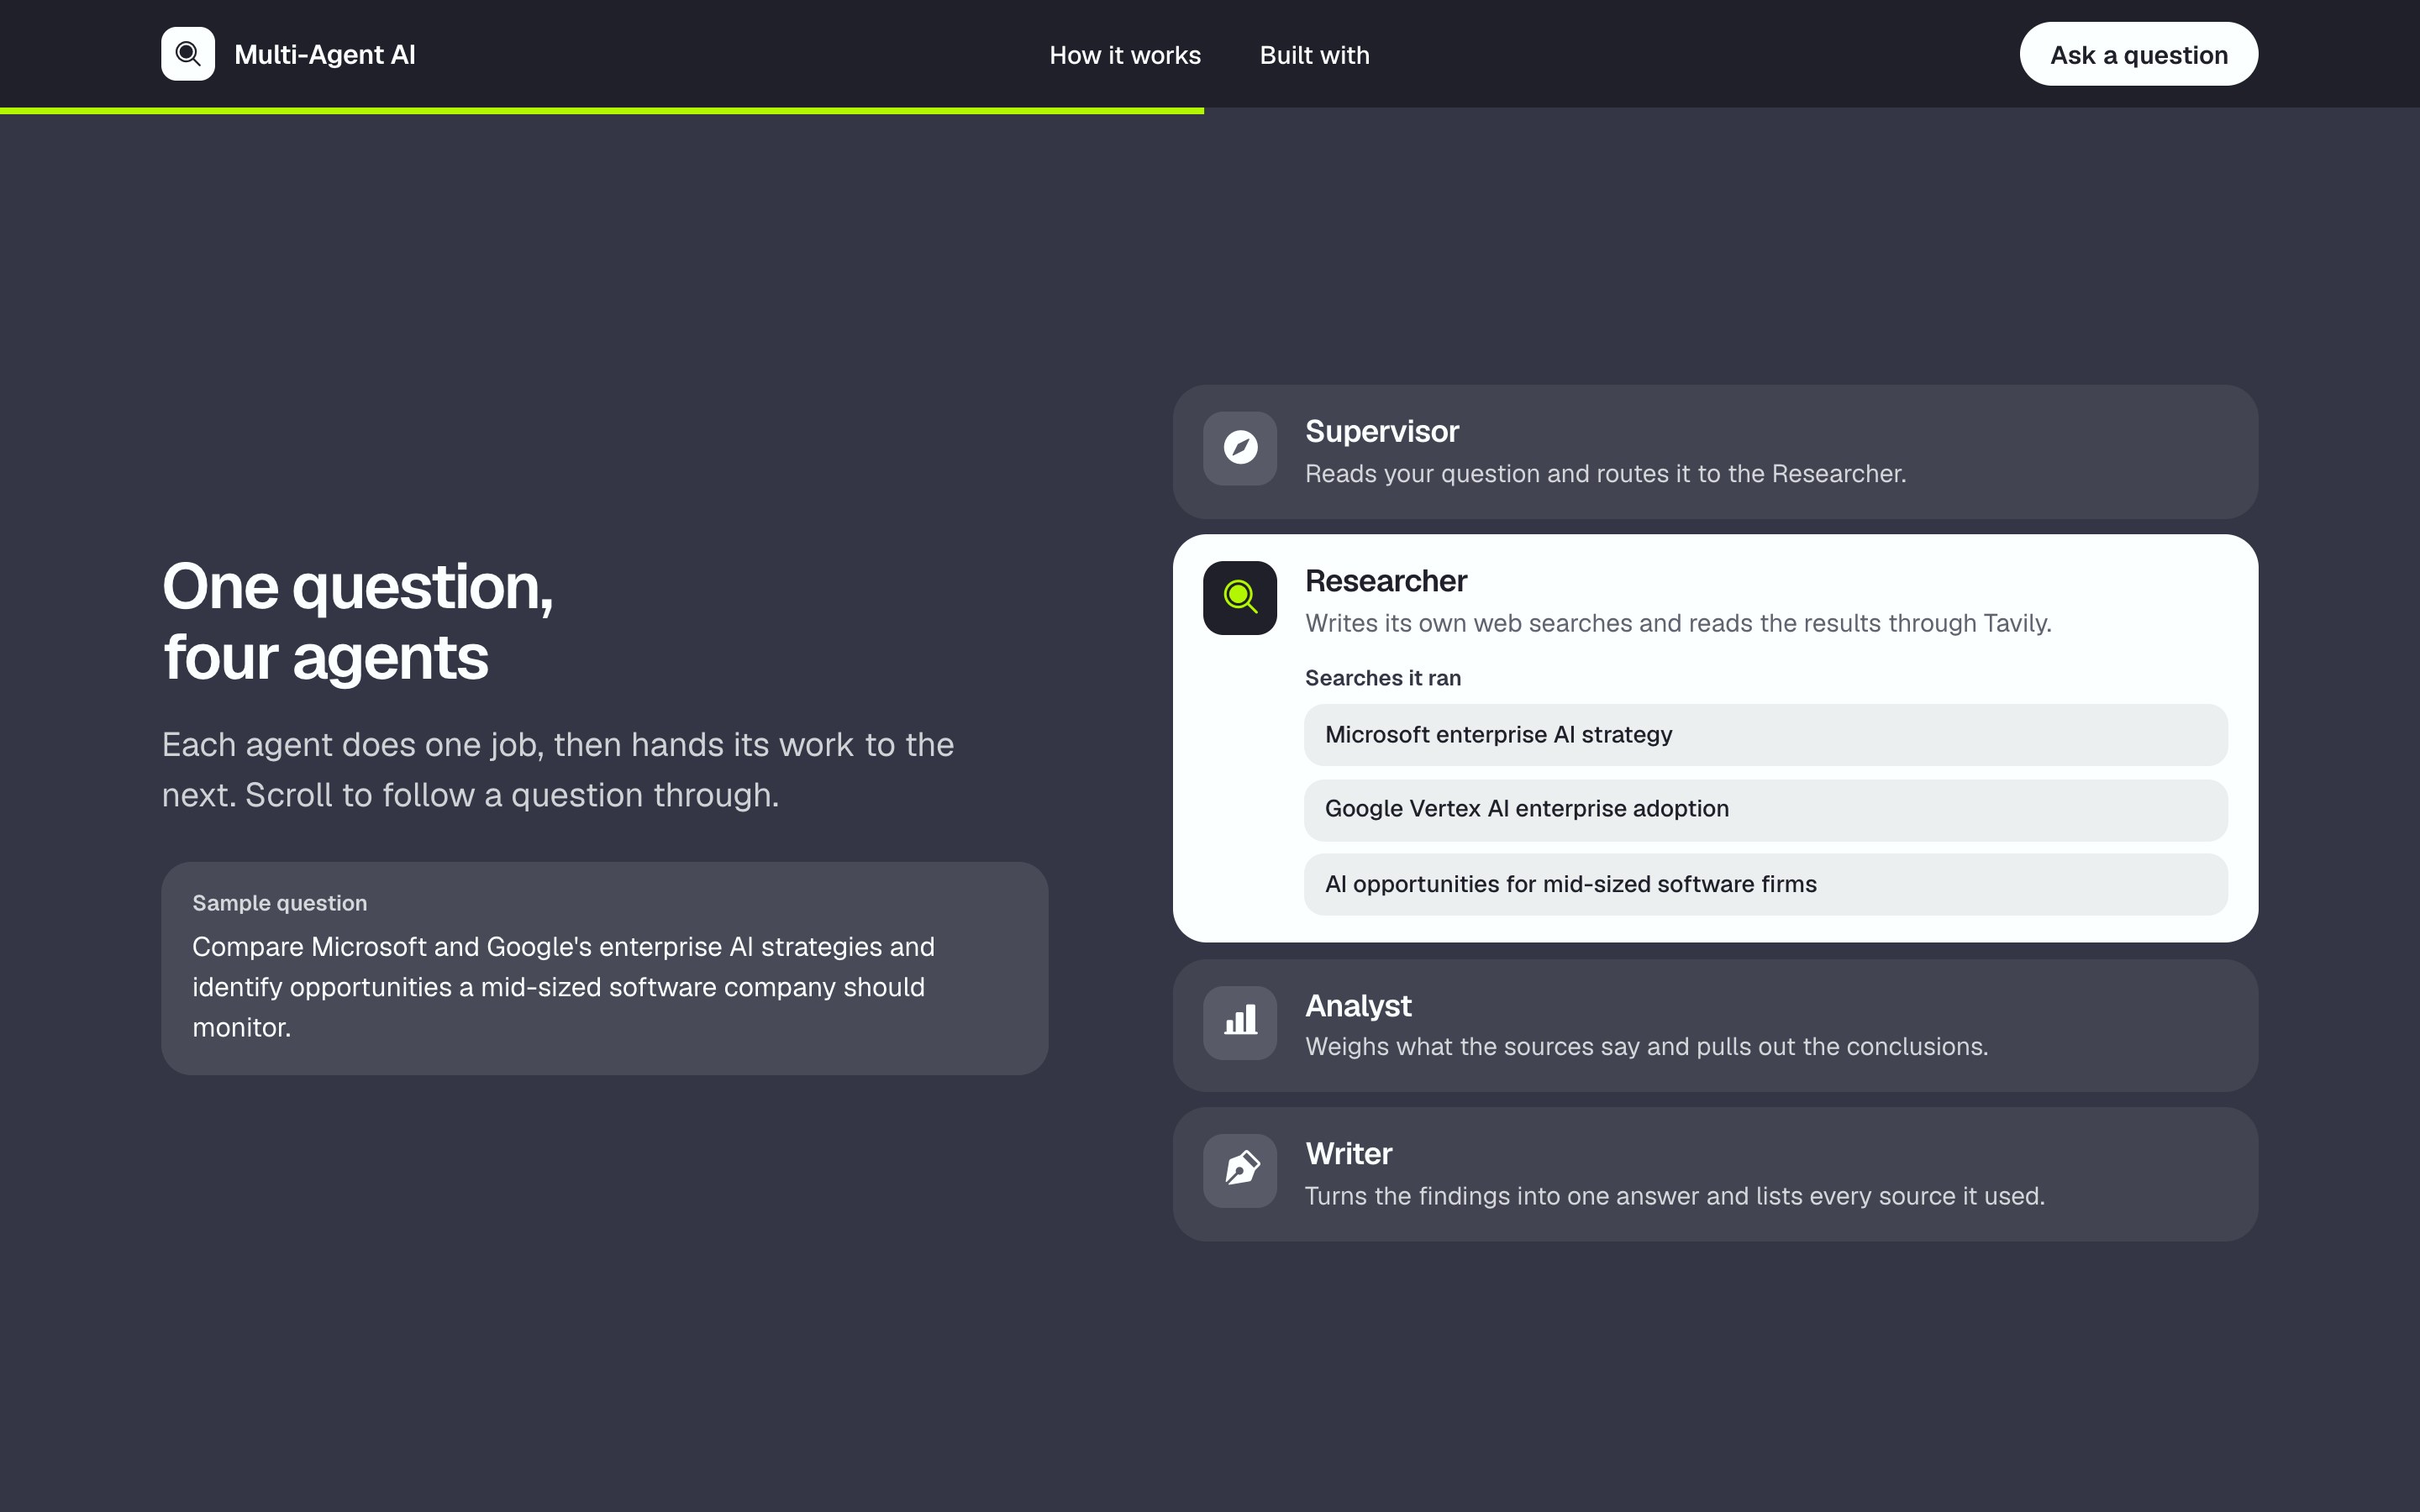 Multi-Agent AI
How it works
Built with
Ask a question
One question,
four agents
Each agent does one job, then hands its work to the
next. Scroll to follow a question through.
Sample question
Compare Microsoft and Google's enterprise AI strategies and
identify opportunities a mid-sized software company should
monitor.
Supervisor
Reads your question and routes it to the Researcher.
Researcher
Writes its own web searches and reads the results through Tavily.
Searches it ran
Microsoft enterprise AI strategy
Google Vertex AI enterprise adoption
AI opportunities for mid-sized software firms
Analyst
Weighs what the sources say and pulls out the conclusions.
Writer
Turns the findings into one answer and lists every source it used.